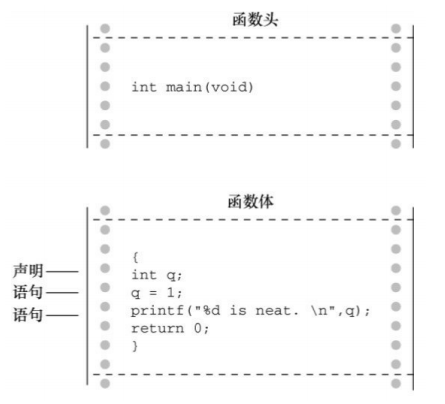 函数头
int main(void)
函数体
{
声明 int q;
语句 q = 1;
语句 printf("%d is neat. \n",q);
return 0;
}